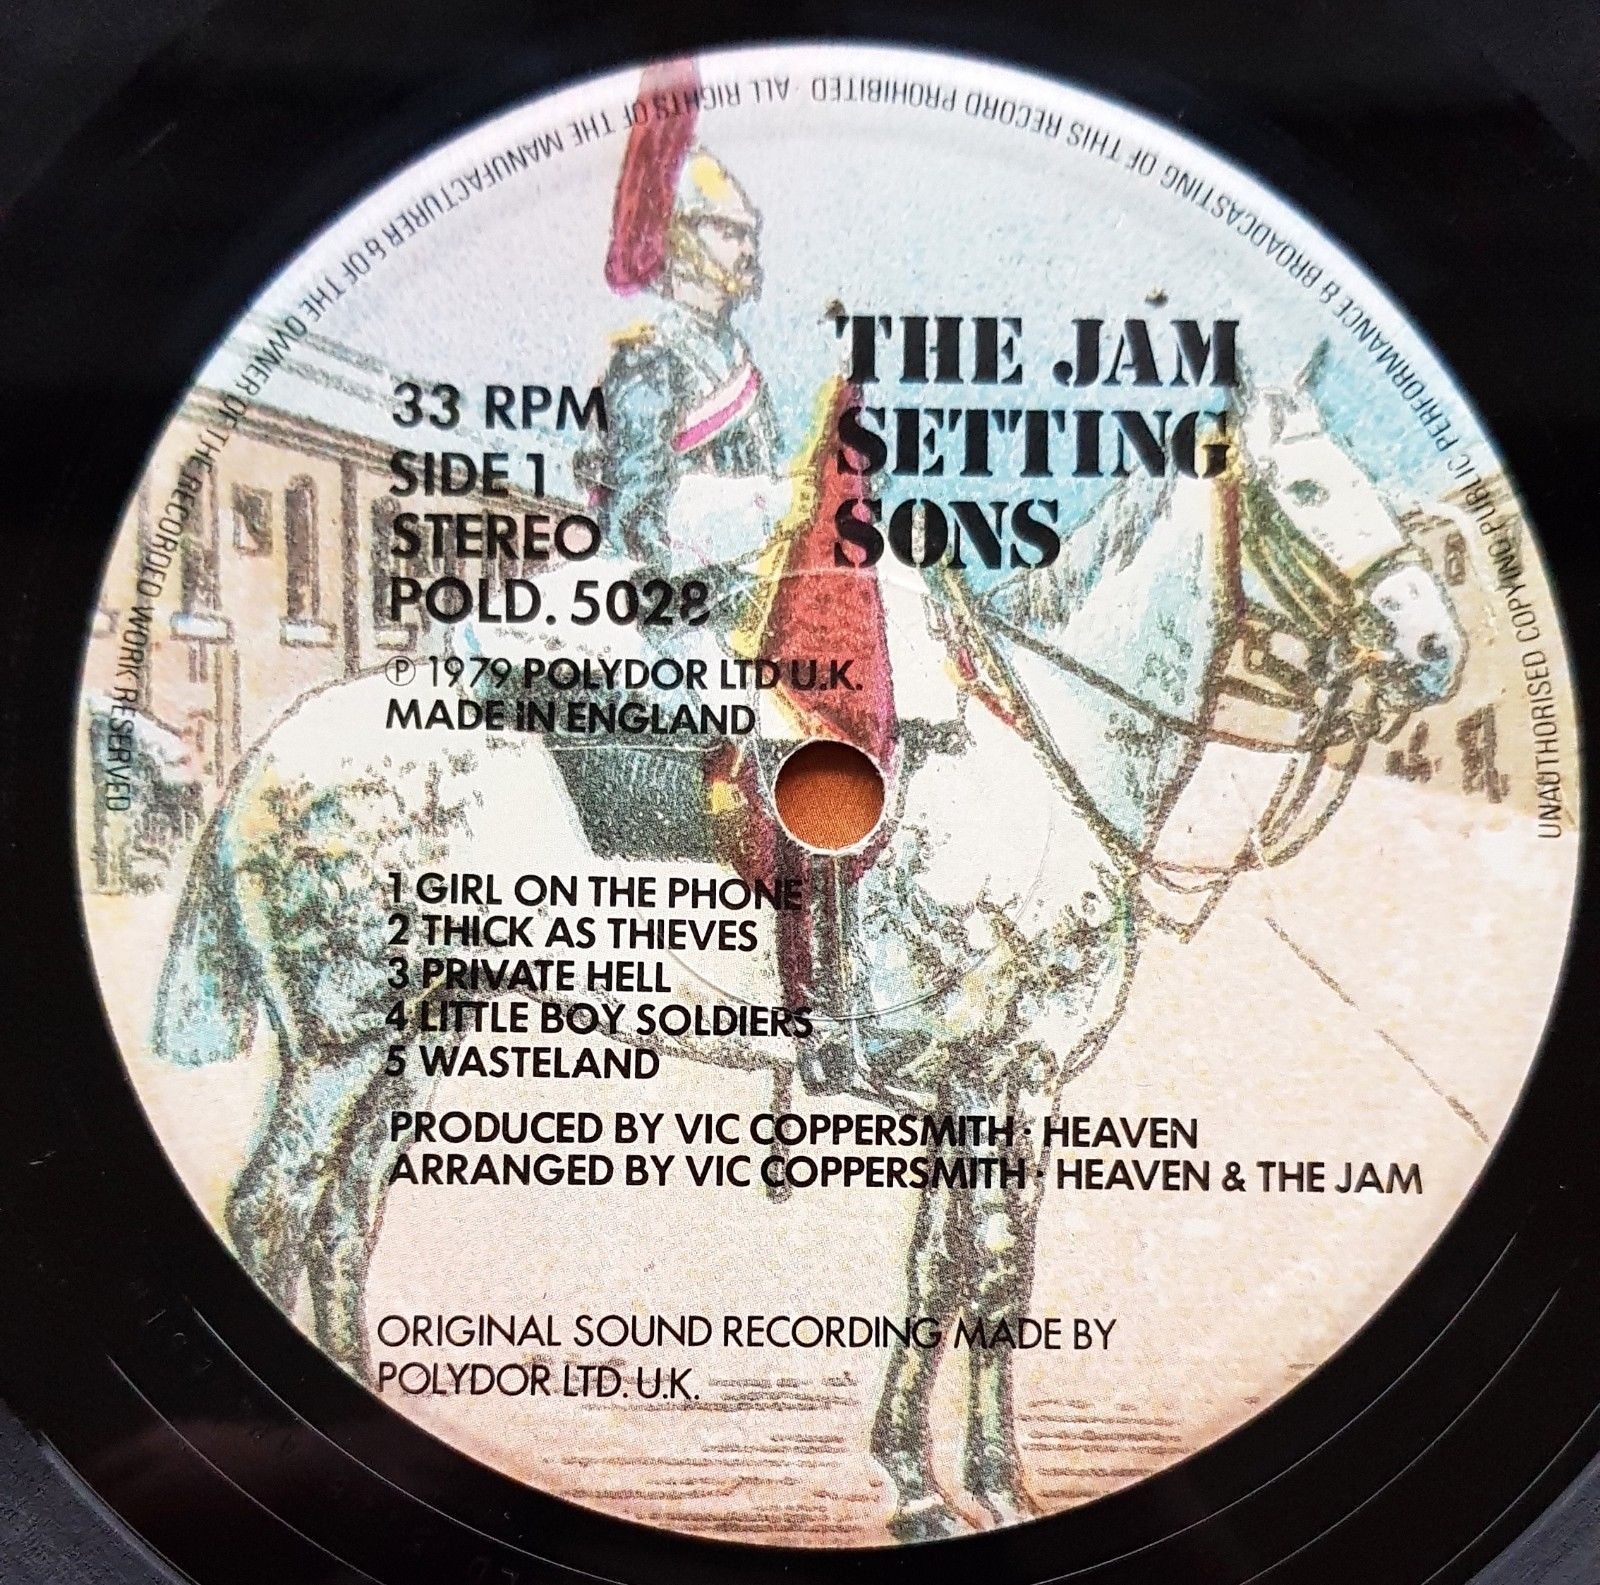 THE JAM
SETTING
SONS
33 RPM
SIDE 1
STEREO
POLD. 5028
℗ 1979 POLYDOR LTD U.K.
MADE IN ENGLAND
1 GIRL ON THE PHONE
2 THICK AS THIEVES
3 PRIVATE HELL
4 LITTLE BOY SOLDIERS
5 WASTELAND
PRODUCED BY VIC COPPERSMITH · HEAVEN
ARRANGED BY VIC COPPERSMITH · HEAVEN & THE JAM
ORIGINAL SOUND RECORDING MADE BY
POLYDOR LTD. U.K.
UNAUTHORISED COPYING PUBLIC PERFORMANCE & BROADCASTING OF THIS RECORD PROHIBITED · ALL RIGHTS OF THE MANUFACTURER & OF THE OWNER OF THE RECORDED WORK RESERVED